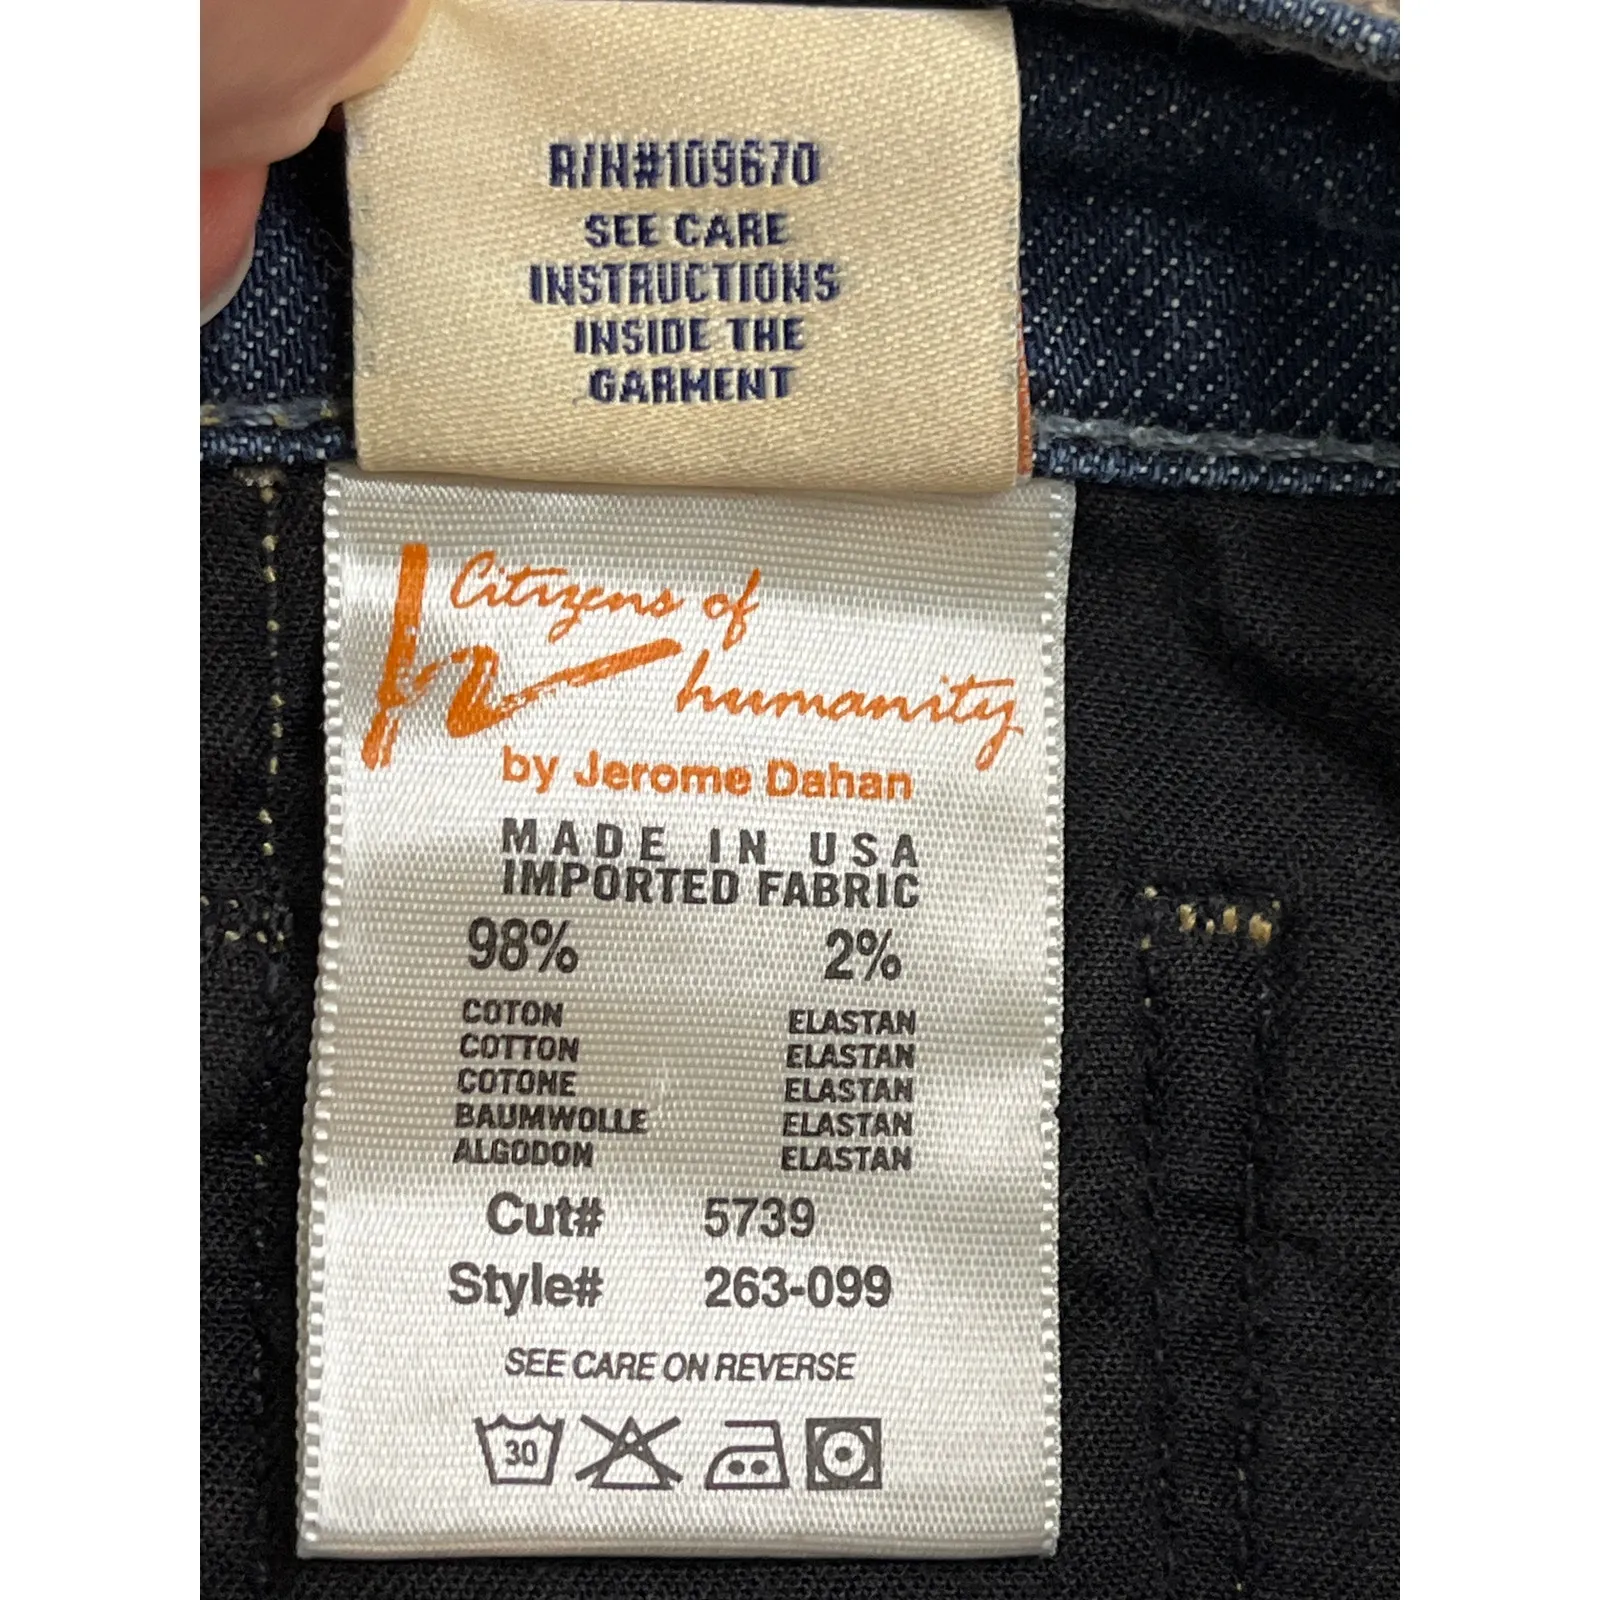 R/N#109670
SEE CARE
INSTRUCTIONS
INSIDE THE
GARMENT
Citizens of
humanity
by Jerome Dahan
MADE IN USA
IMPORTED FABRIC
98% 2%
COTON ELASTAN
COTTON ELASTAN
COTONE ELASTAN
BAUMWOLLE ELASTAN
ALGODON ELASTAN
Cut# 5739
Style# 263-099
SEE CARE ON REVERSE
30